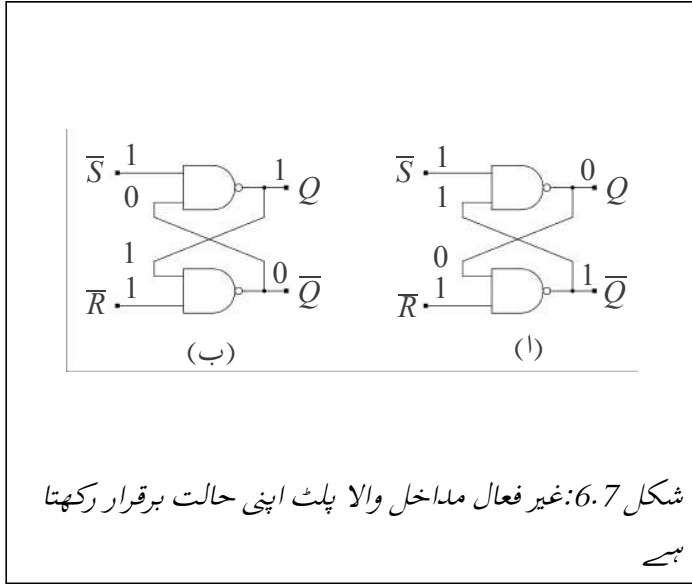 S̅ 1 1 Q S̅ 1 0 Q
0 1
1 0
R̅ 1 0 Q̅ R̅ 1 1 Q̅
(ب) (ا)
شکل 6.7:غیر فعال مداخل والا پلٹ اپنی حالت برقرار رکھتا
ہے